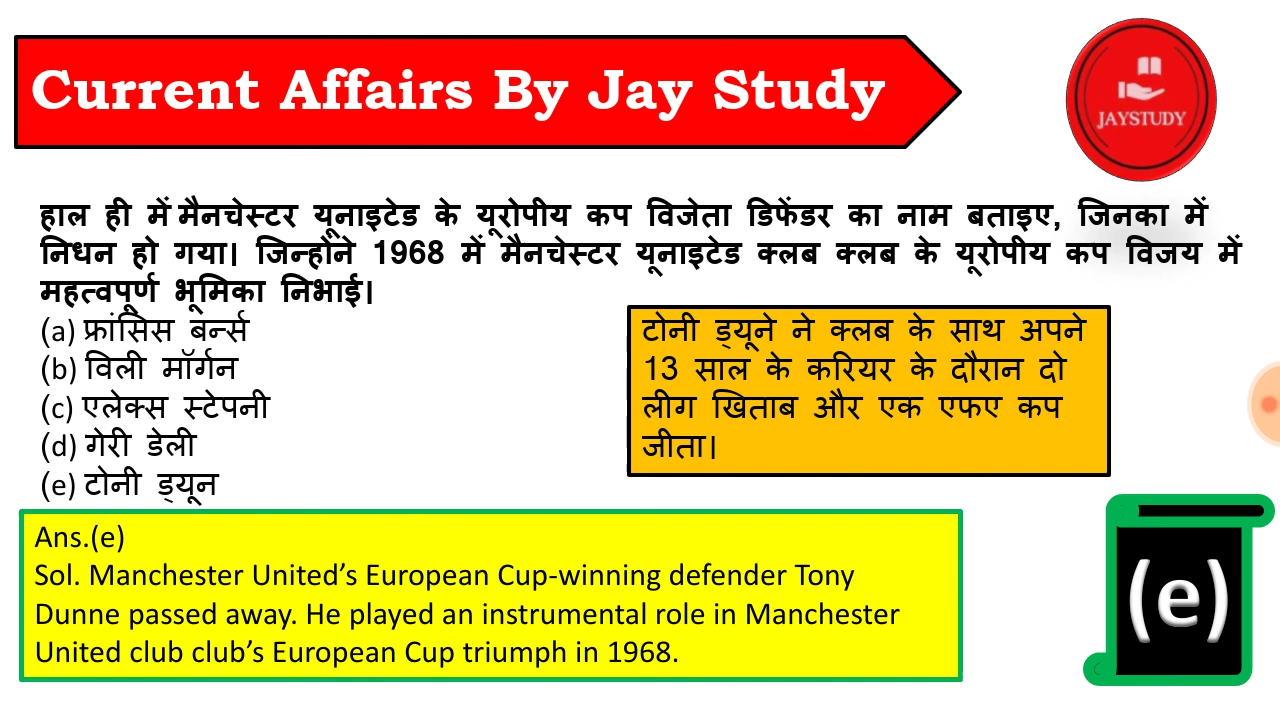 Current Affairs By Jay Study
JAYSTUDY
हाल ही में मैनचेस्टर यूनाइटेड के यूरोपीय कप विजेता डिफेंडर का नाम बताइए, जिनका में
निधन हो गया। जिन्होंने 1968 में मैनचेस्टर यूनाइटेड क्लब क्लब के यूरोपीय कप विजय में
महत्वपूर्ण भूमिका निभाई।
(a) फ्रांसिस बर्न्स
(b) विली मॉर्गन
(c) एलेक्स स्टेपनी
(d) गेरी डेली
(e) टोनी ड्यून
टोनी ड्यूने ने क्लब के साथ अपने
13 साल के करियर के दौरान दो
लीग खिताब और एक एफए कप
जीता।
Ans.(e)
Sol. Manchester United’s European Cup-winning defender Tony
Dunne passed away. He played an instrumental role in Manchester
United club club’s European Cup triumph in 1968.
(e)